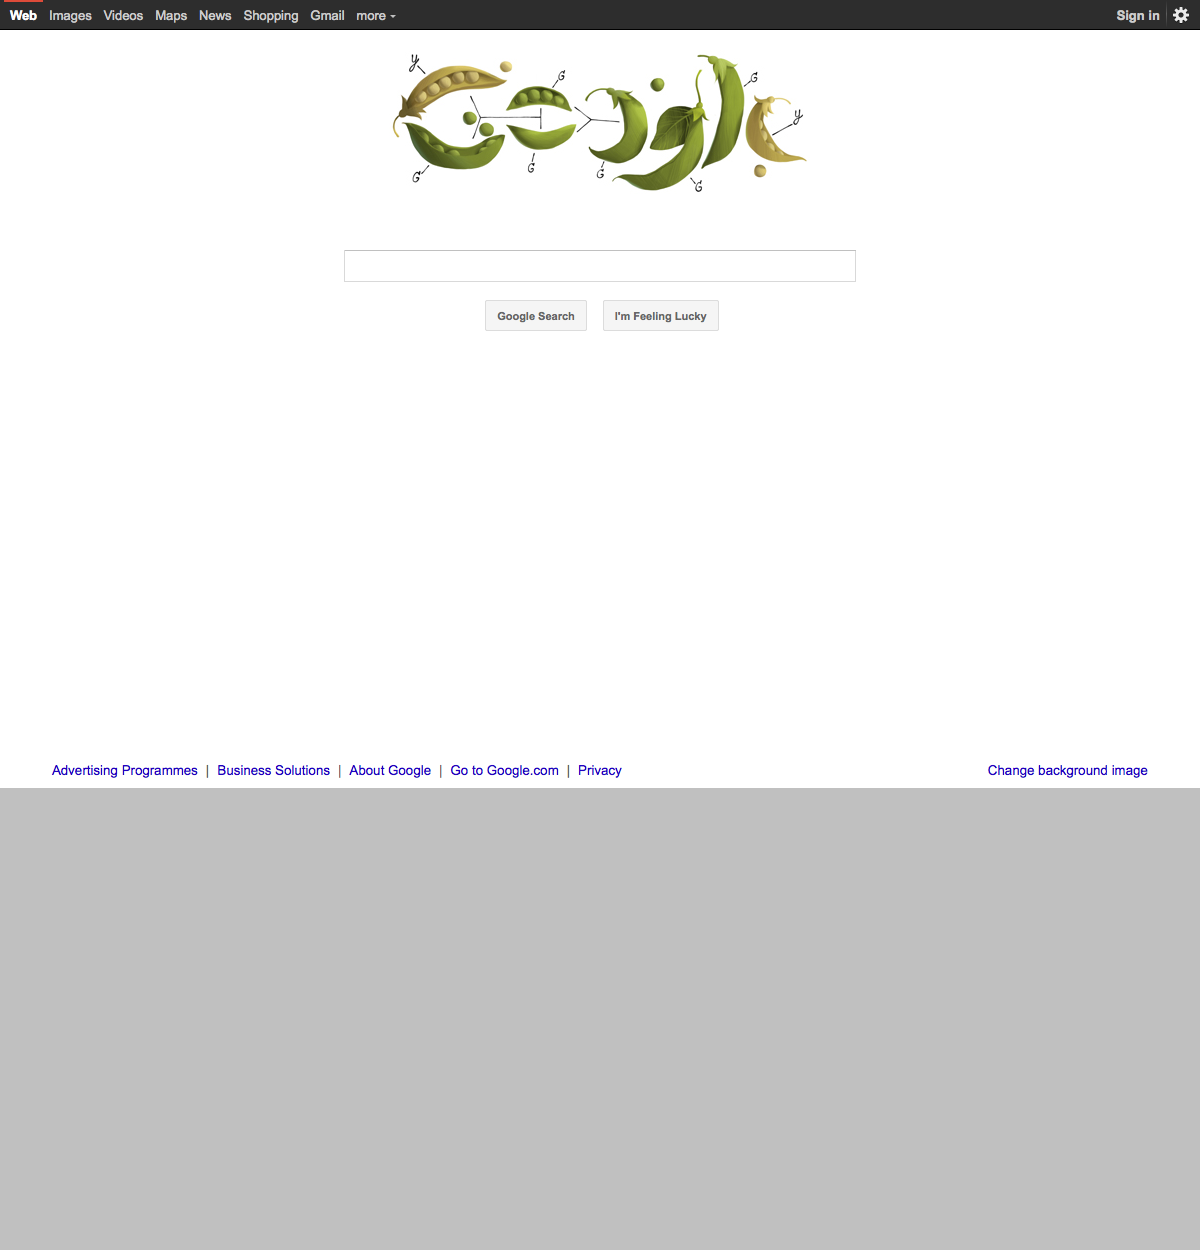 Web Images Videos Maps News Shopping Gmail more Sign in
y G G y
G G G G
Google Search I'm Feeling Lucky
Advertising Programmes | Business Solutions | About Google | Go to Google.com | Privacy Change background image